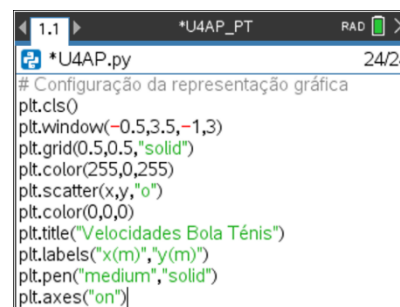 1.1 *U4AP_PT RAD
*U4AP.py 24/2
# Configuração da representação gráfica
plt.cls()
plt.window(-0.5,3.5,-1,3)
plt.grid(0.5,0.5,"solid")
plt.color(255,0,255)
plt.scatter(x,y,"o")
plt.color(0,0,0)
plt.title("Velocidades Bola Ténis")
plt.labels("x(m)","y(m)")
plt.pen("medium","solid")
plt.axes("on")